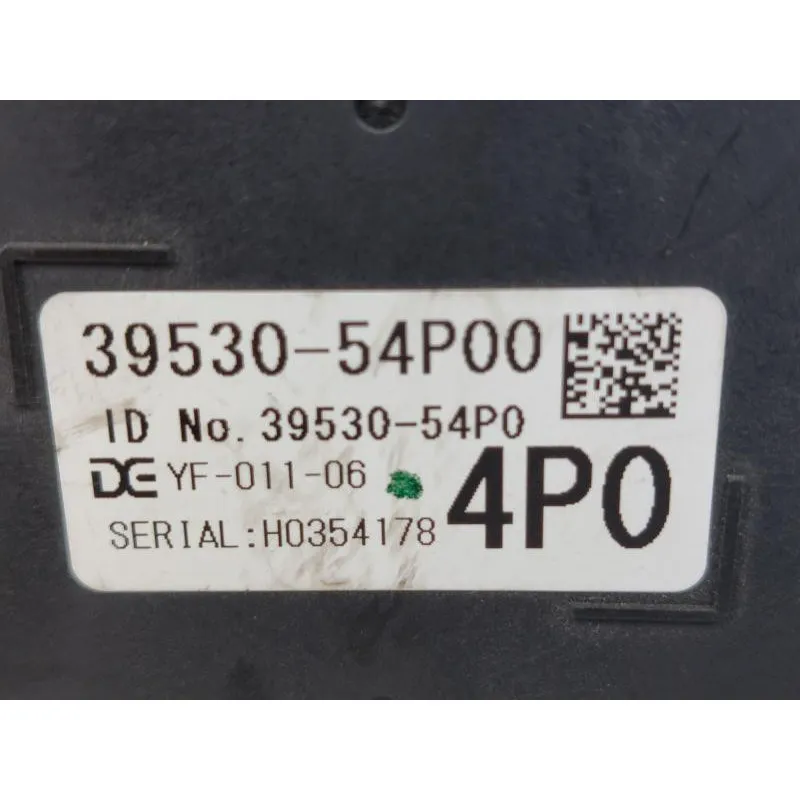 39530-54P00
ID No. 39530-54P0
DE YF-011-06
4P0
SERIAL:H0354178